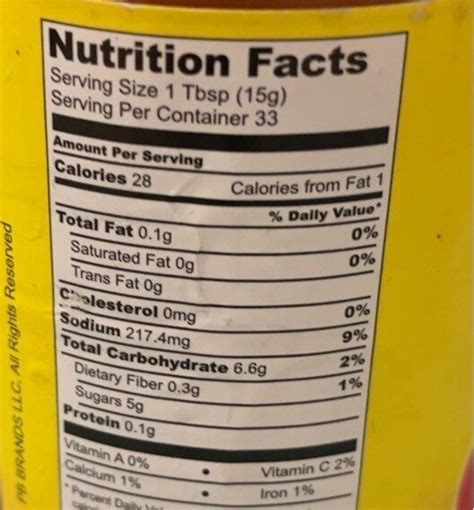 Nutrition Facts
Serving Size 1 Tbsp (15g)
Serving Per Container 33
Amount Per Serving
Calories 28 Calories from Fat 1
% Daily Value*
Total Fat 0.1g 0%
Saturated Fat 0g 0%
Trans Fat 0g
Cholesterol 0mg 0%
Sodium 217.4mg 9%
Total Carbohydrate 6.6g 2%
Dietary Fiber 0.3g 1%
Sugars 5g
Protein 0.1g
Vitamin A 0% • Vitamin C 2%
Calcium 1% • Iron 1%
* Percent Daily
PB BRANDS LLC. All Rights Reserved